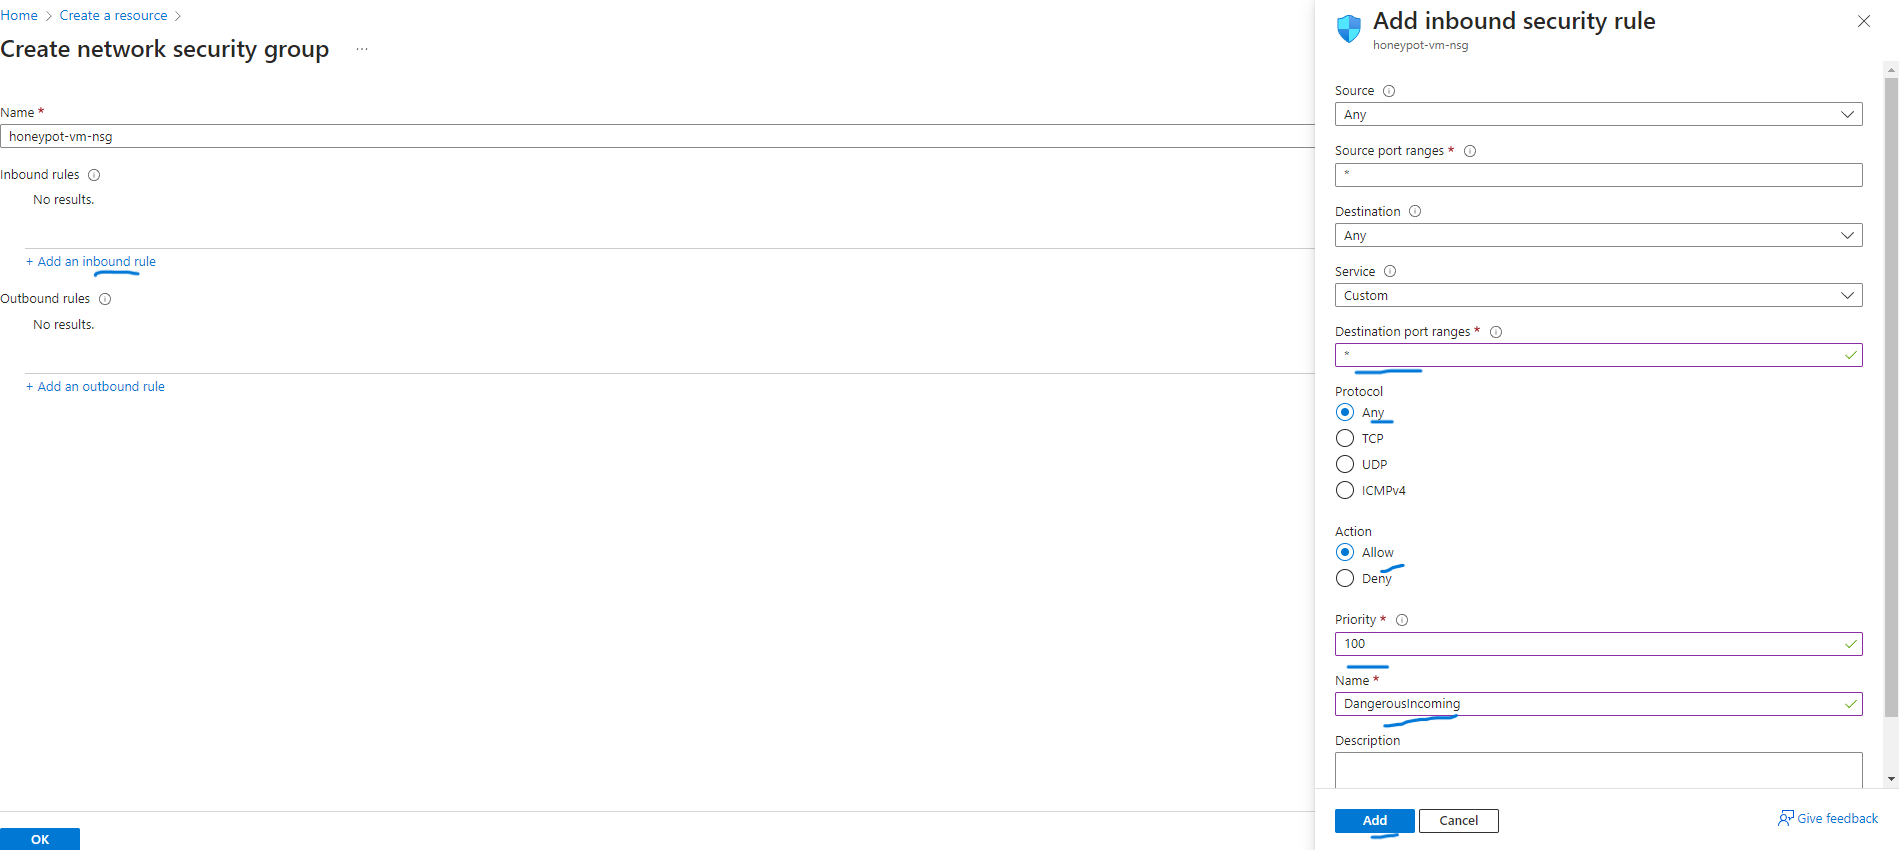 Home > Create a resource >
Create network security group ...
Name *
honeypot-vm-nsg
Inbound rules
No results.
+ Add an inbound rule
Outbound rules
No results.
+ Add an outbound rule
OK
Add inbound security rule
honeypot-vm-nsg
Source
Any
Source port ranges *
*
Destination
Any
Service
Custom
Destination port ranges *
*
Protocol
Any
TCP
UDP
ICMPv4
Action
Allow
Deny
Priority *
100
Name *
DangerousIncoming
Description
Add
Cancel
Give feedback